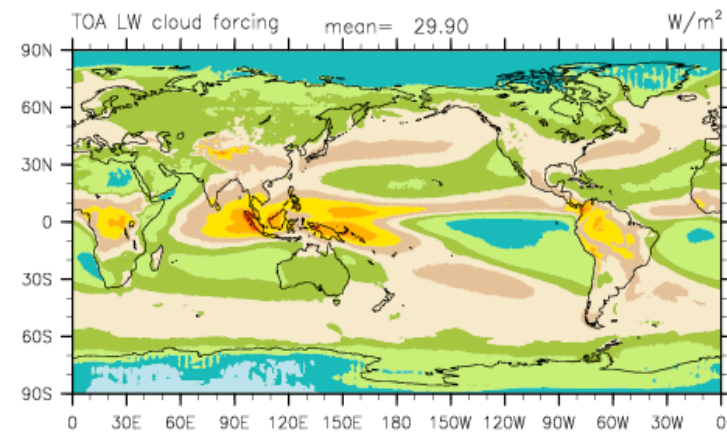 TOA LW cloud forcing mean= 29.90 W/m²
90N
60N
30N
0
30S
60S
90S
0 30E 60E 90E 120E 150E 180 150W 120W 90W 60W 30W 0